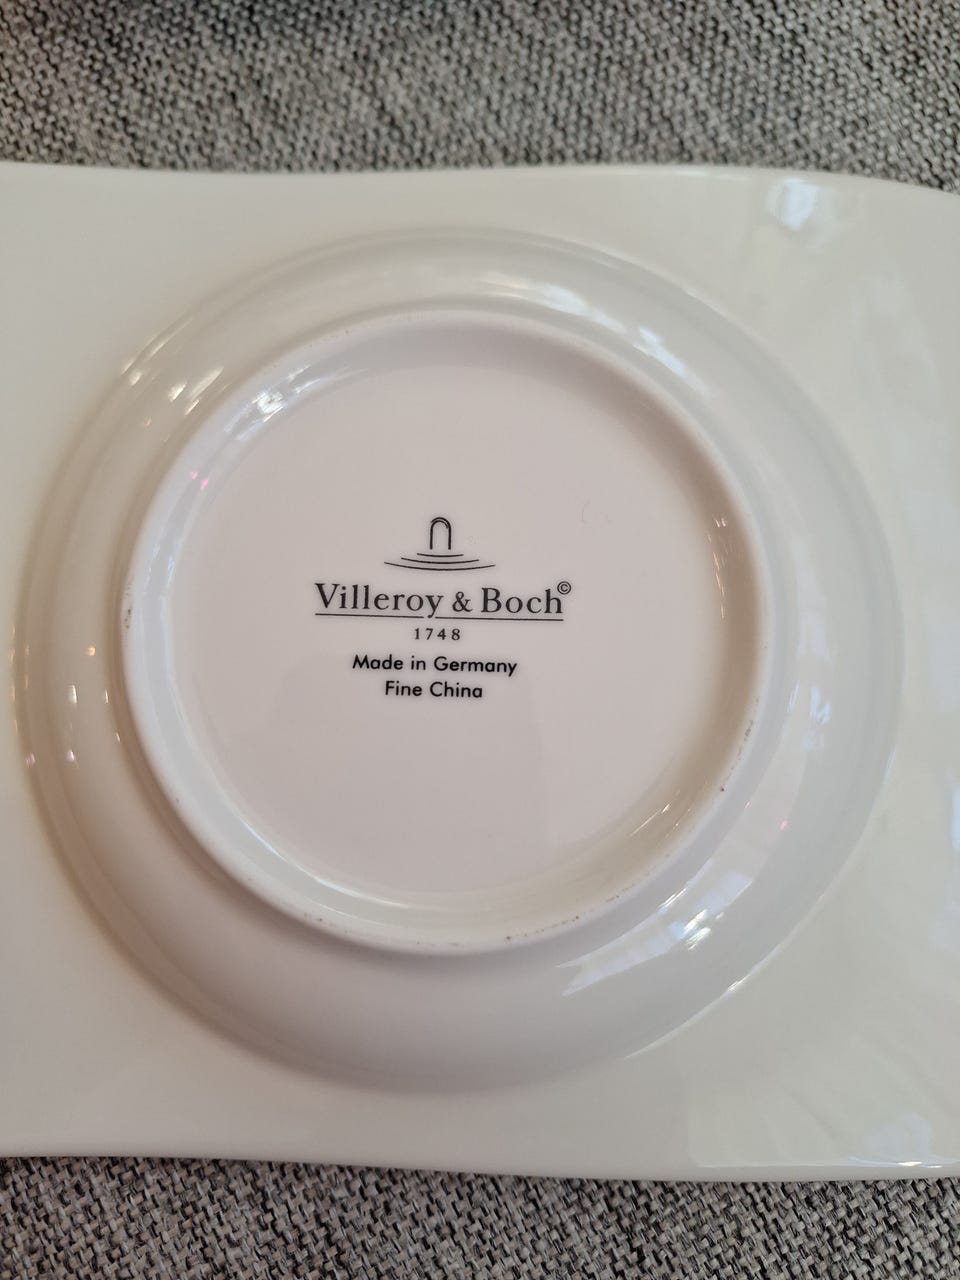 Villeroy & Boch©
1748
Made in Germany
Fine China